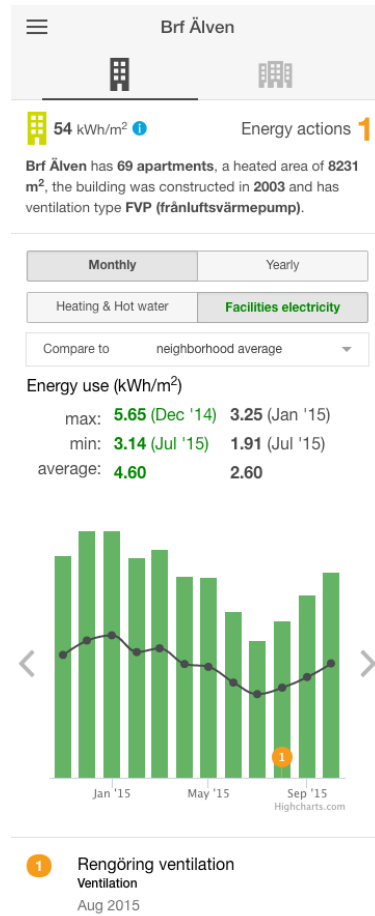 Brf Älven
54 kWh/m²
Energy actions 1
Brf Älven has 69 apartments, a heated area of 8231
m², the building was constructed in 2003 and has
ventilation type FVP (frånluftsvärmepump).
Monthly Yearly
Heating & Hot water Facilities electricity
Compare to neighborhood average
Energy use (kWh/m²)
max: 5.65 (Dec '14) 3.25 (Jan '15)
min: 3.14 (Jul '15) 1.91 (Jul '15)
average: 4.60 2.60
1
Jan '15 May '15 Sep '15
Highcharts.com
1 Rengöring ventilation
Ventilation
Aug 2015